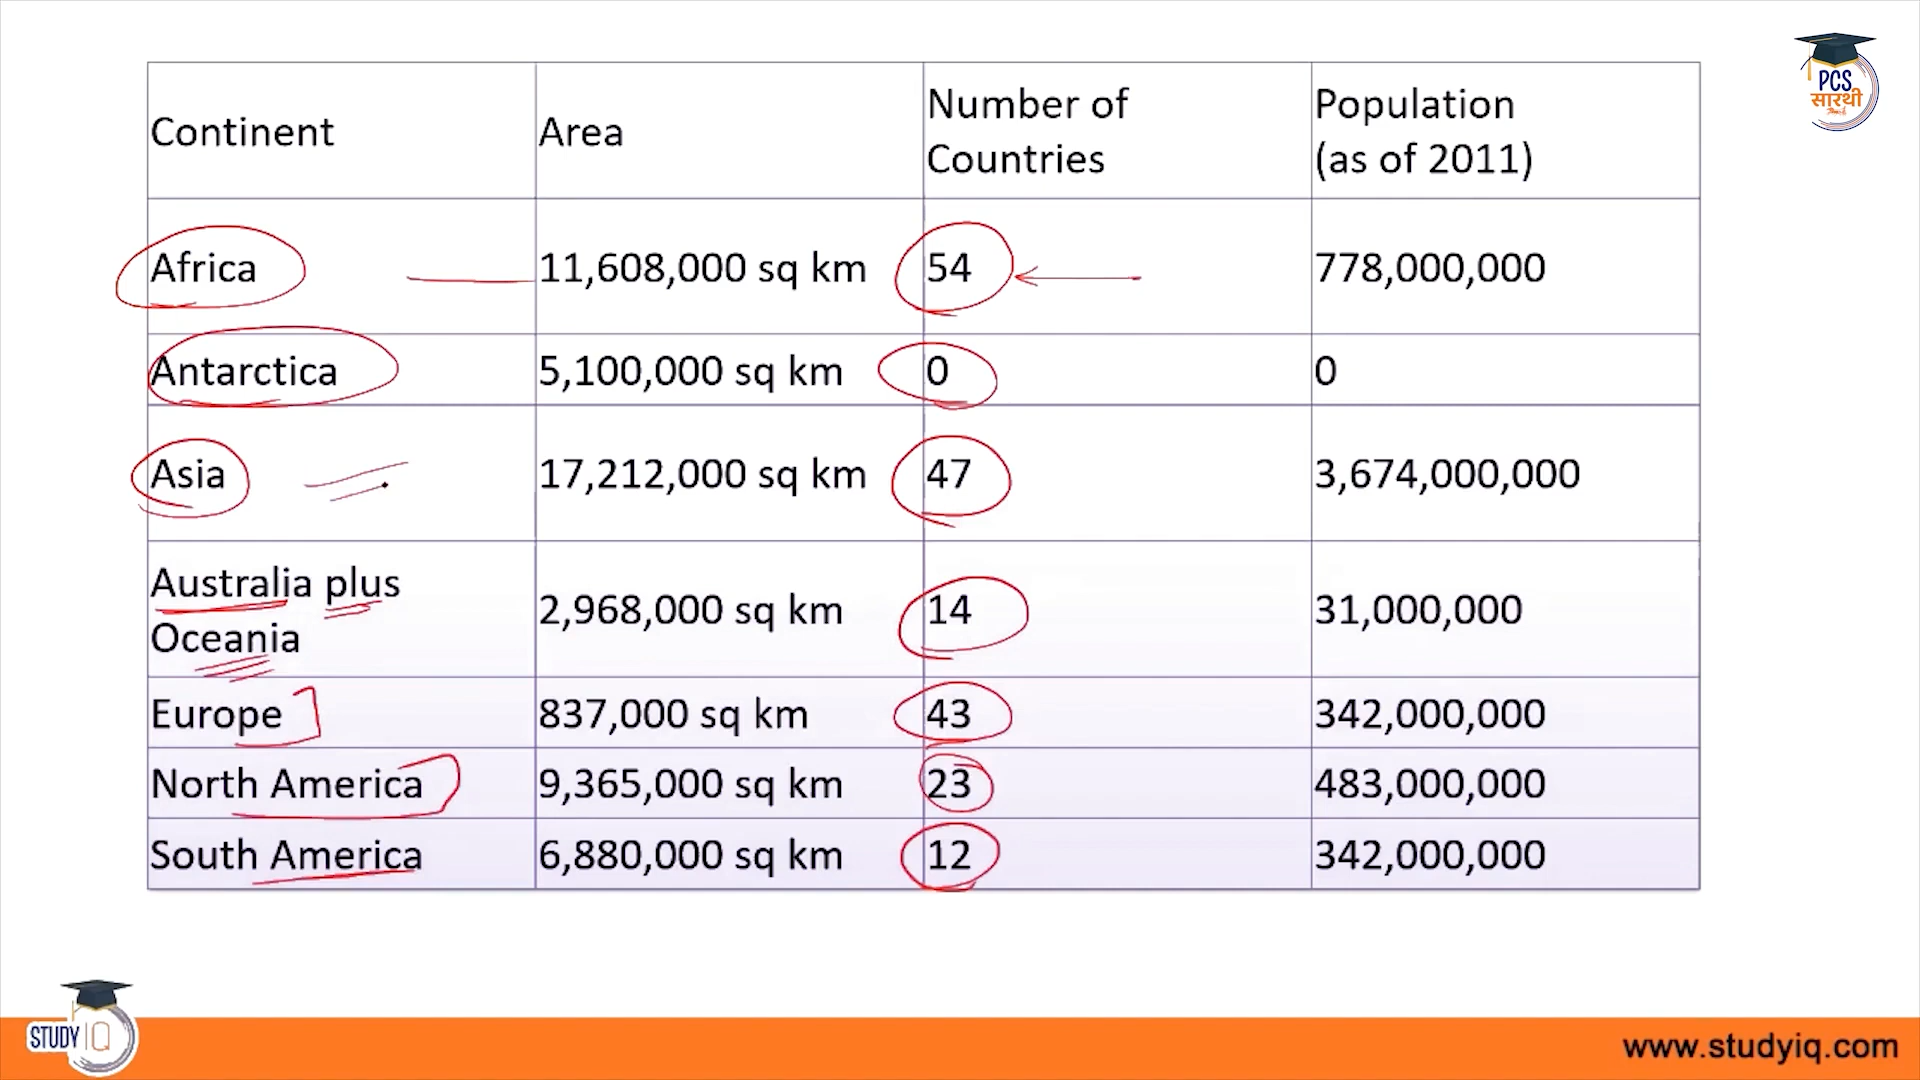 PCS
सारथी
Continent
Area
Number of
Countries
Population
(as of 2011)
Africa
11,608,000 sq km
54
778,000,000
Antarctica
5,100,000 sq km
0
0
Asia
17,212,000 sq km
47
3,674,000,000
Australia plus
Oceania
2,968,000 sq km
14
31,000,000
Europe
837,000 sq km
43
342,000,000
North America
9,365,000 sq km
23
483,000,000
South America
6,880,000 sq km
12
342,000,000
STUDY IQ
www.studyiq.com